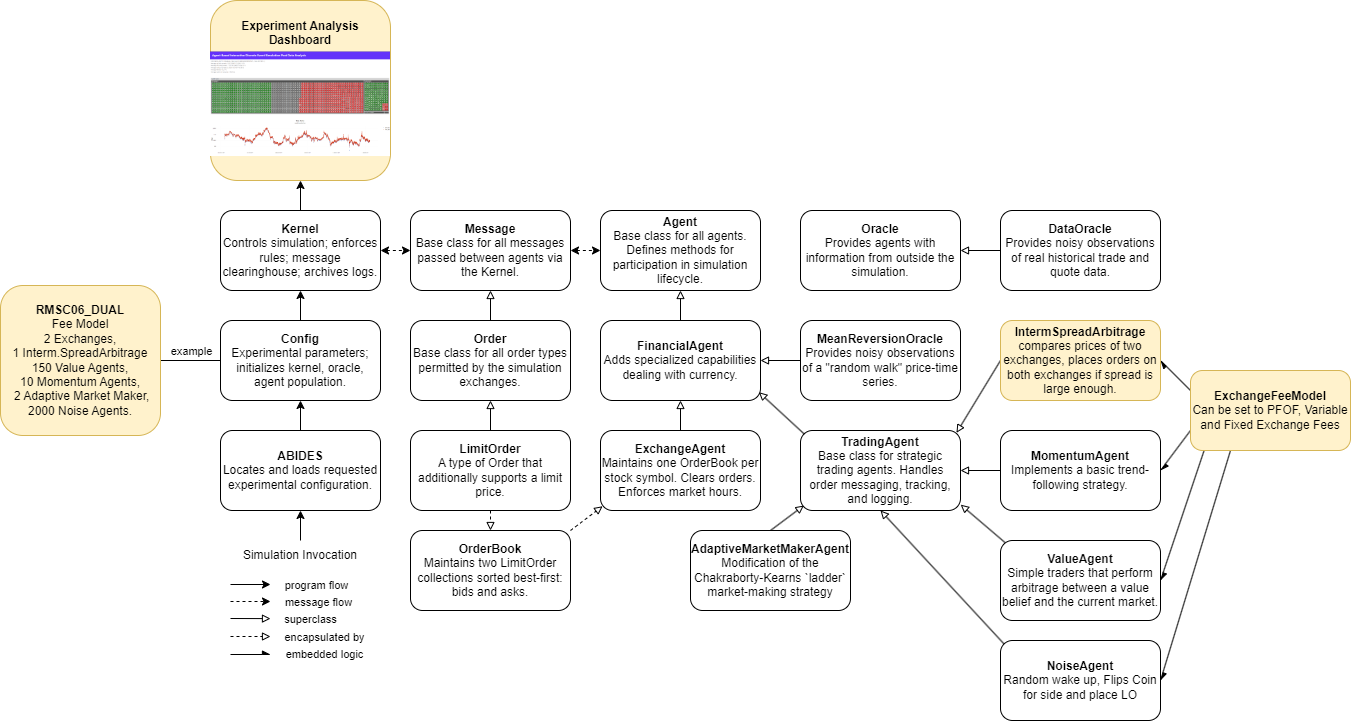 Experiment Analysis
Dashboard
Kernel
Controls simulation; enforces
rules; message
clearinghouse; archives logs.
Message
Base class for all messages
passed between agents via
the Kernel.
Agent
Base class for all agents.
Defines methods for
participation in simulation
lifecycle.
Oracle
Provides agents with
information from outside the
simulation.
DataOracle
Provides noisy observations
of real historical trade and
quote data.
RMSC06_DUAL
Fee Model
2 Exchanges,
1 Interm.SpreadArbitrage
150 Value Agents,
10 Momentum Agents,
2 Adaptive Market Maker,
2000 Noise Agents.
example
Config
Experimental parameters;
initializes kernel, oracle,
agent population.
Order
Base class for all order types
permitted by the simulation
exchanges.
FinancialAgent
Adds specialized capabilities
dealing with currency.
MeanReversionOracle
Provides noisy observations
of a "random walk" price-time
series.
IntermSpreadArbitrage
compares prices of two
exchanges, places orders on
both exchanges if spread is
large enough.
ExchangeFeeModel
Can be set to PFOF, Variable
and Fixed Exchange Fees
ABIDES
Locates and loads requested
experimental configuration.
LimitOrder
A type of Order that
additionally supports a limit
price.
ExchangeAgent
Maintains one OrderBook per
stock symbol. Clears orders.
Enforces market hours.
TradingAgent
Base class for strategic
trading agents. Handles
order messaging, tracking,
and logging.
MomentumAgent
Implements a basic trend-
following strategy.
Simulation Invocation
OrderBook
Maintains two LimitOrder
collections sorted best-first:
bids and asks.
AdaptiveMarketMakerAgent
Modification of the
Chakraborty-Kearns `ladder`
market-making strategy
ValueAgent
Simple traders that perform
arbitrage between a value
belief and the current market.
NoiseAgent
Random wake up, Flips Coin
for side and place LO
program flow
message flow
superclass
encapsulated by
embedded logic